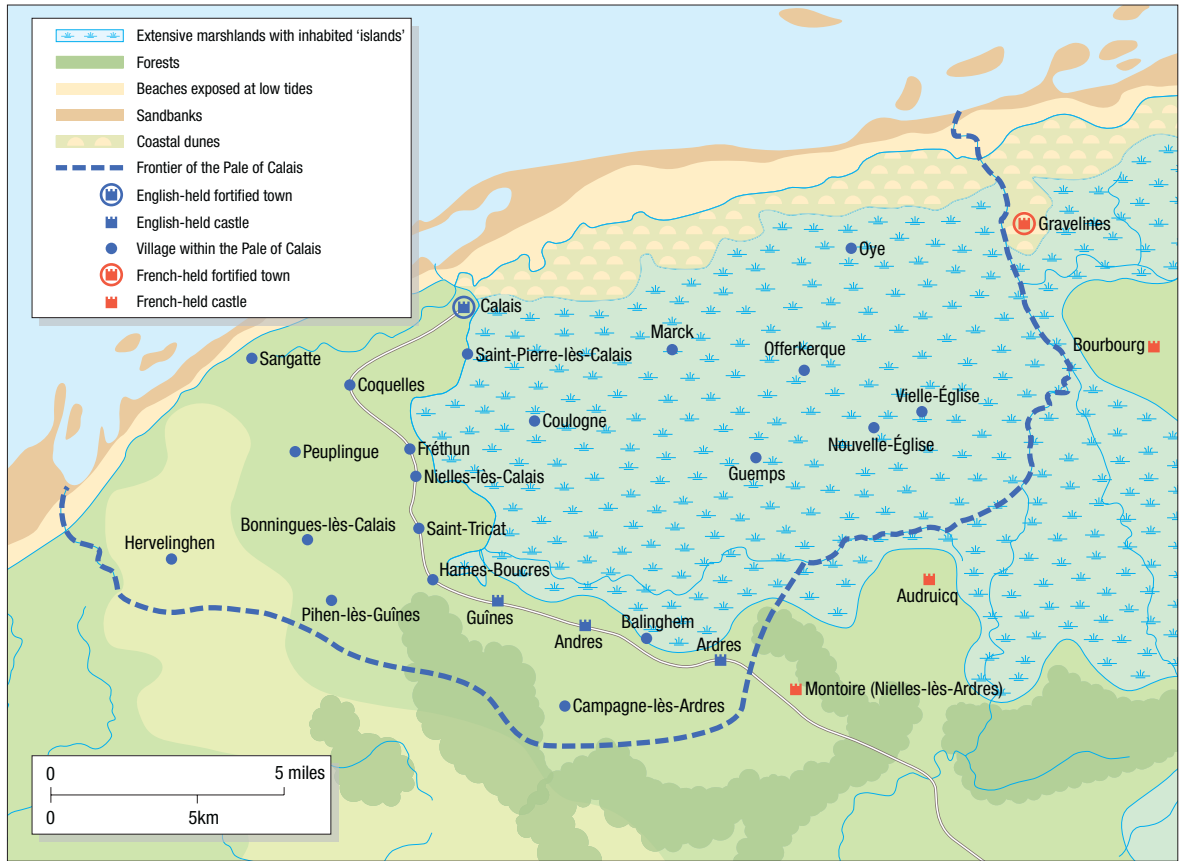 Extensive marshlands with inhabited ‘islands’
Forests
Beaches exposed at low tides
Sandbanks
Coastal dunes
Frontier of the Pale of Calais
English-held fortified town
English-held castle
Village within the Pale of Calais
French-held fortified town
French-held castle
Gravelines
Oye
Calais
Marck
Saint-Pierre-lès-Calais
Offerkerque
Bourbourg
Sangatte
Coquelles
Vielle-Église
Coulogne
Nouvelle-Église
Peuplingue
Fréthun
Guemps
Nielles-lès-Calais
Bonningues-lès-Calais
Saint-Tricat
Hervelinghen
Hames-Boucres
Audruicq
Pihen-lès-Guînes
Guînes
Balinghem
Andres
Ardres
Montoire (Nielles-lès-Ardres)
Campagne-lès-Ardres
0 5 miles
0 5km